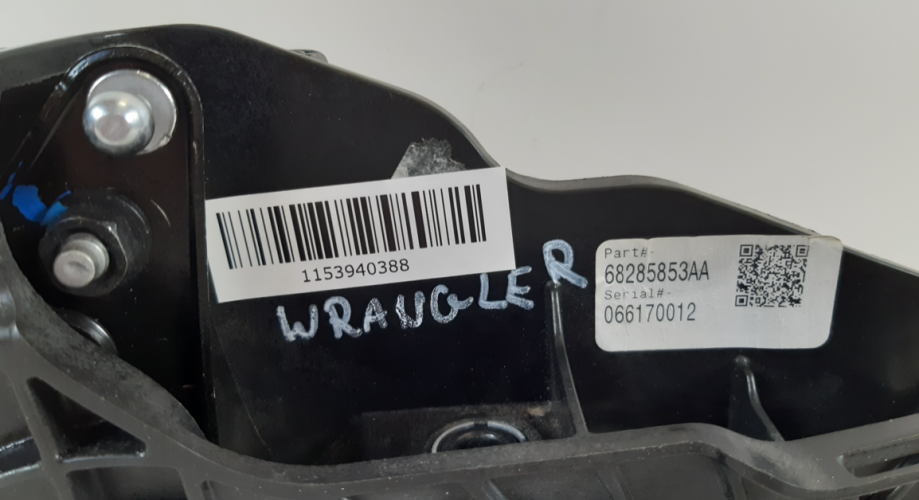 1153940388
WRANGLER
Part#-
68285853AA
Serial#-
066170012